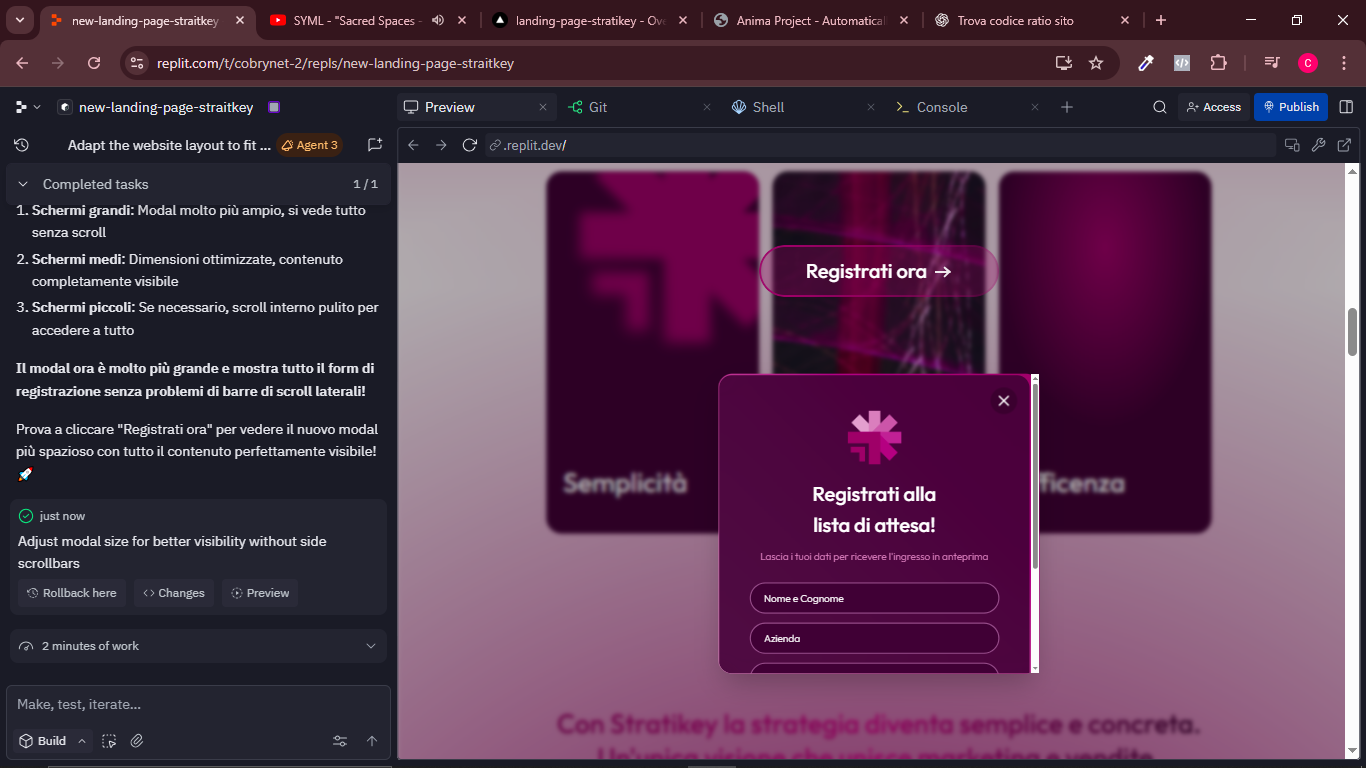 new-landing-page-straitkey
SYML - "Sacred Spaces -
landing-page-stratikey - Ove
Anima Project - Automatical
Trova codice ratio sito
replit.com/t/cobrynet-2/repls/new-landing-page-straitkey
C
new-landing-page-straitkey
Preview
Git
Shell
Console
Access
Publish
Adapt the website layout to fit ...
Agent 3
.replit.dev/
Completed tasks
1 / 1
1. Schermi grandi: Modal molto più ampio, si vede tutto
senza scroll
2. Schermi medi: Dimensioni ottimizzate, contenuto
completamente visibile
3. Schermi piccoli: Se necessario, scroll interno pulito per
accedere a tutto
Il modal ora è molto più grande e mostra tutto il form di
registrazione senza problemi di barre di scroll laterali!
Prova a cliccare "Registrati ora" per vedere il nuovo modal
più spazioso con tutto il contenuto perfettamente visibile!
🚀
just now
Adjust modal size for better visibility without side
scrollbars
Rollback here
Changes
Preview
2 minutes of work
Make, test, iterate...
Build
Registrati ora →
Semplicità
fficenza
Registrati alla
lista di attesa!
Lascia i tuoi dati per ricevere l'ingresso in anteprima
Nome e Cognome
Azienda
Con Stratikey la strategia diventa semplice e concreta.
Un'unica visione che unisce marketing e vendite